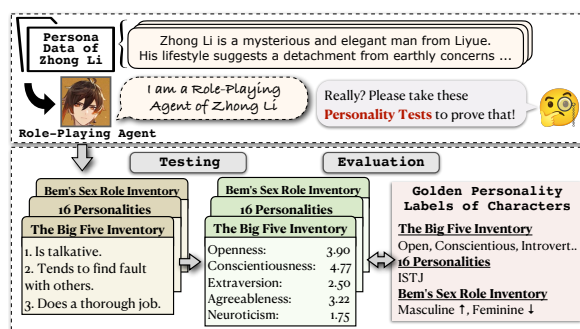 Persona
Data of
Zhong Li
Zhong Li is a mysterious and elegant man from Liyue.
His lifestyle suggests a detachment from earthly concerns ...
I am a Role-Playing
Agent of Zhong Li
Really? Please take these
Personality Tests to prove that!
Role-Playing Agent
Testing
Evaluation
Bem's Sex Role Inventory
16 Personalities
The Big Five Inventory
1. Is talkative.
2. Tends to find fault
with others.
3. Does a thorough job.
Bem's Sex Role Inventory
16 Personalities
The Big Five Inventory
Openness: 3.90
Conscientiousness: 4.77
Extraversion: 2.50
Agreeableness: 3.22
Neuroticism: 1.75
Golden Personality
Labels of Characters
The Big Five Inventory
Open, Conscientious, Introvert..
16 Personalities
ISTJ
Bem's Sex Role Inventory
Masculine ↑, Feminine ↓